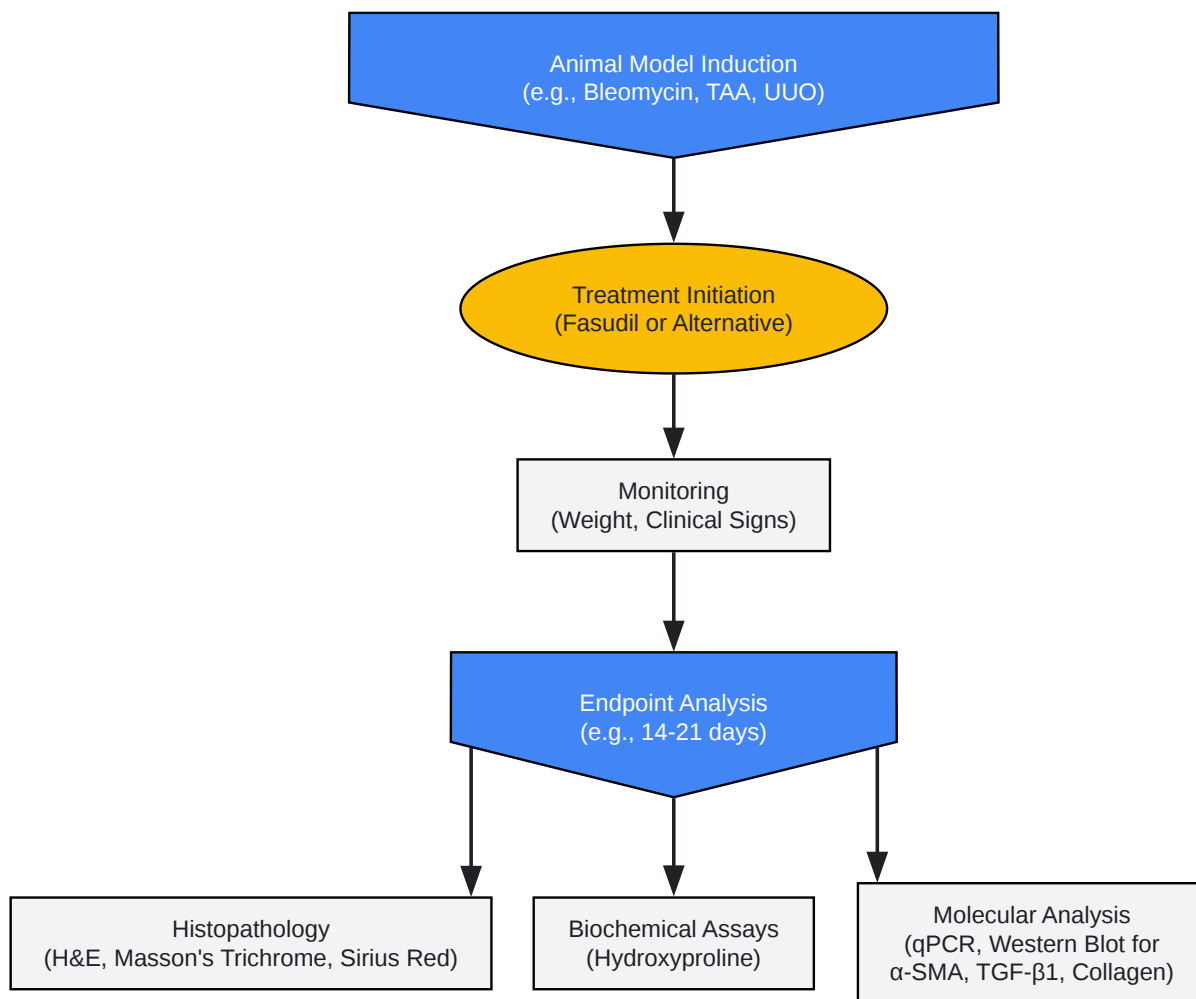 Animal Model Induction
(e.g., Bleomycin, TAA, UUO)
Treatment Initiation
(Fasudil or Alternative)
Monitoring
(Weight, Clinical Signs)
Endpoint Analysis
(e.g., 14-21 days)
Histopathology
(H&E, Masson's Trichrome, Sirius Red)
Biochemical Assays
(Hydroxyproline)
Molecular Analysis
(qPCR, Western Blot for
α-SMA, TGF-β1, Collagen)